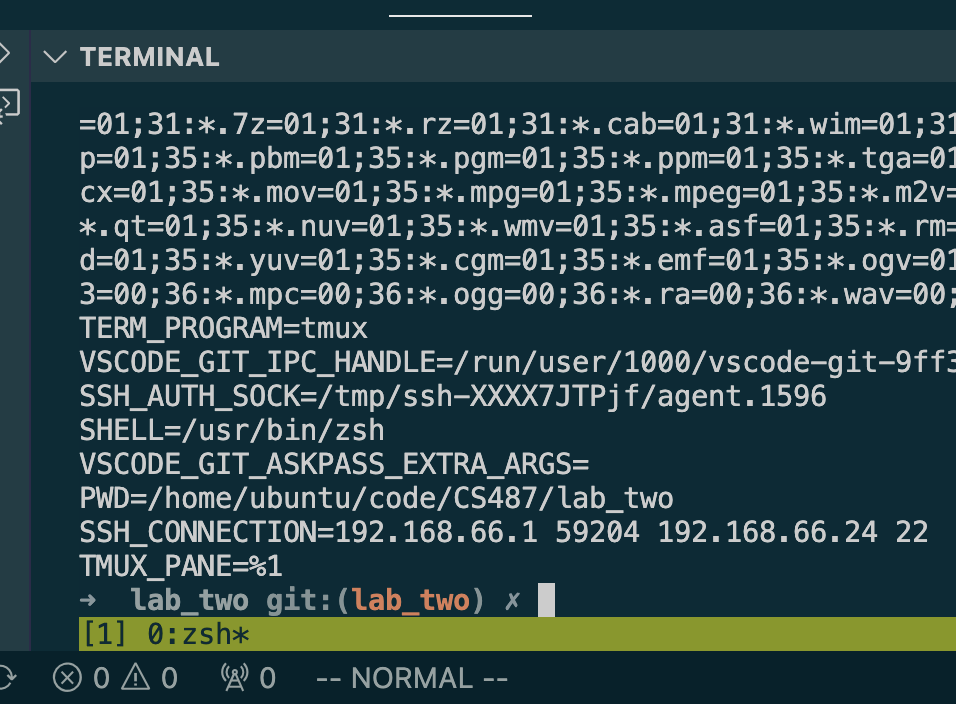 TERMINAL
=01;31:*.7z=01;31:*.rz=01;31:*.cab=01;31:*.wim=01;31
p=01;35:*.pbm=01;35:*.pgm=01;35:*.ppm=01;35:*.tga=01
cx=01;35:*.mov=01;35:*.mpg=01;35:*.mpeg=01;35:*.m2v=
*.qt=01;35:*.nuv=01;35:*.wmv=01;35:*.asf=01;35:*.rm=
d=01;35:*.yuv=01;35:*.cgm=01;35:*.emf=01;35:*.ogv=01
3=00;36:*.mpc=00;36:*.ogg=00;36:*.ra=00;36:*.wav=00;
TERM_PROGRAM=tmux
VSCODE_GIT_IPC_HANDLE=/run/user/1000/vscode-git-9ff3
SSH_AUTH_SOCK=/tmp/ssh-XXXX7JTPjf/agent.1596
SHELL=/usr/bin/zsh
VSCODE_GIT_ASKPASS_EXTRA_ARGS=
PWD=/home/ubuntu/code/CS487/lab_two
SSH_CONNECTION=192.168.66.1 59204 192.168.66.24 22
TMUX_PANE=%1
➜ lab_two git:(lab_two) ✗
[1] 0:zsh*
0 0 0 -- NORMAL --